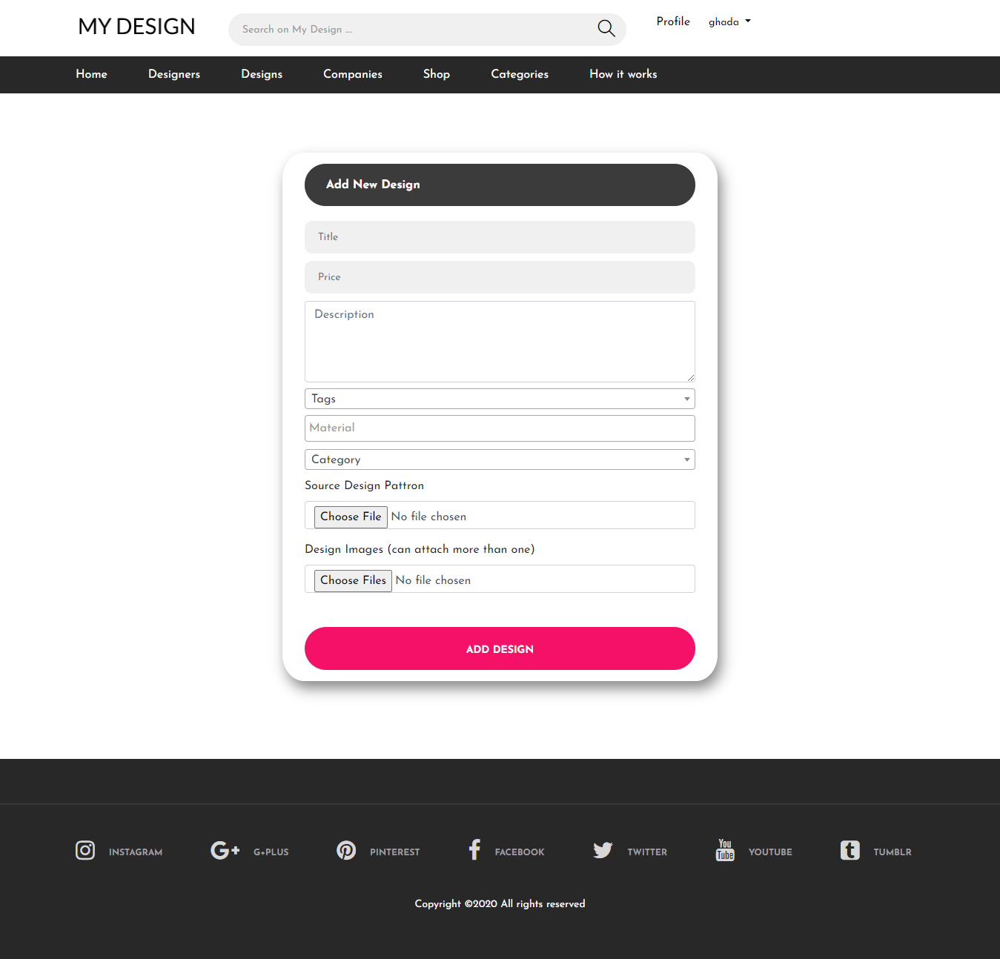 MY DESIGN
Search on My Design ....
Profile
ghada
Home Designers Designs Companies Shop Categories How it works
Add New Design
Title
Price
Description
Tags
Material
Category
Source Design Pattron
Choose File No file chosen
Design Images (can attach more than one)
Choose Files No file chosen
ADD DESIGN
INSTAGRAM G+ G+PLUS PINTEREST FACEBOOK TWITTER You Tube YOUTUBE t TUMBLR
Copyright ©2020 All rights reserved